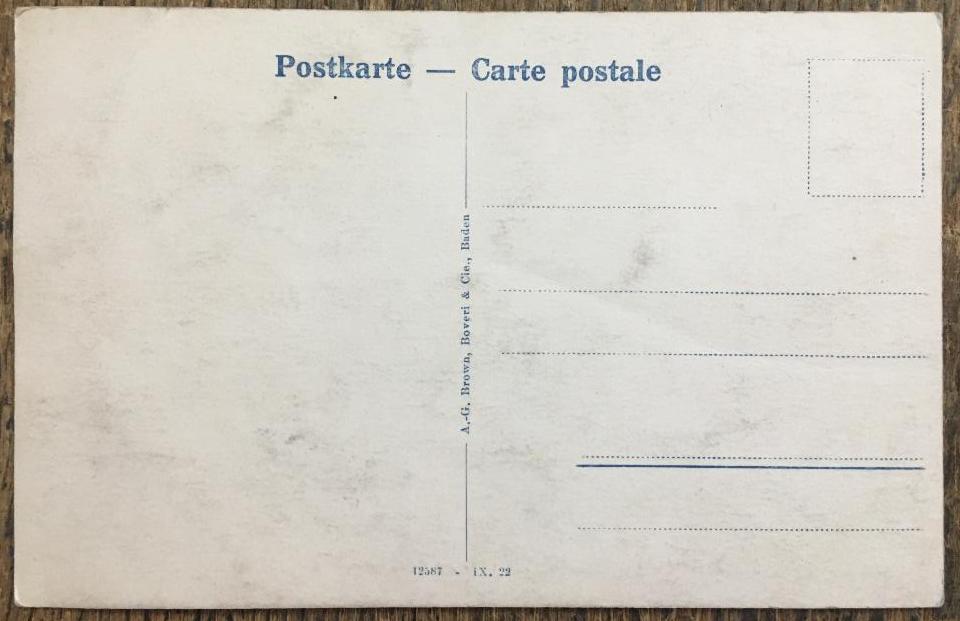 Postkarte — Carte postale
A.-G. Brown, Boveri & Cie., Baden
12587 - IX. 22